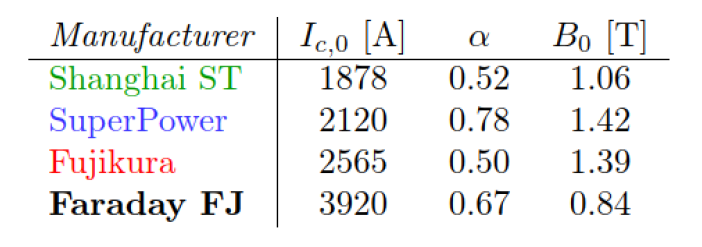 Manufacturer I_{c,0} [A] α B_0 [T]
Shanghai ST 1878 0.52 1.06
SuperPower 2120 0.78 1.42
Fujikura 2565 0.50 1.39
Faraday FJ 3920 0.67 0.84